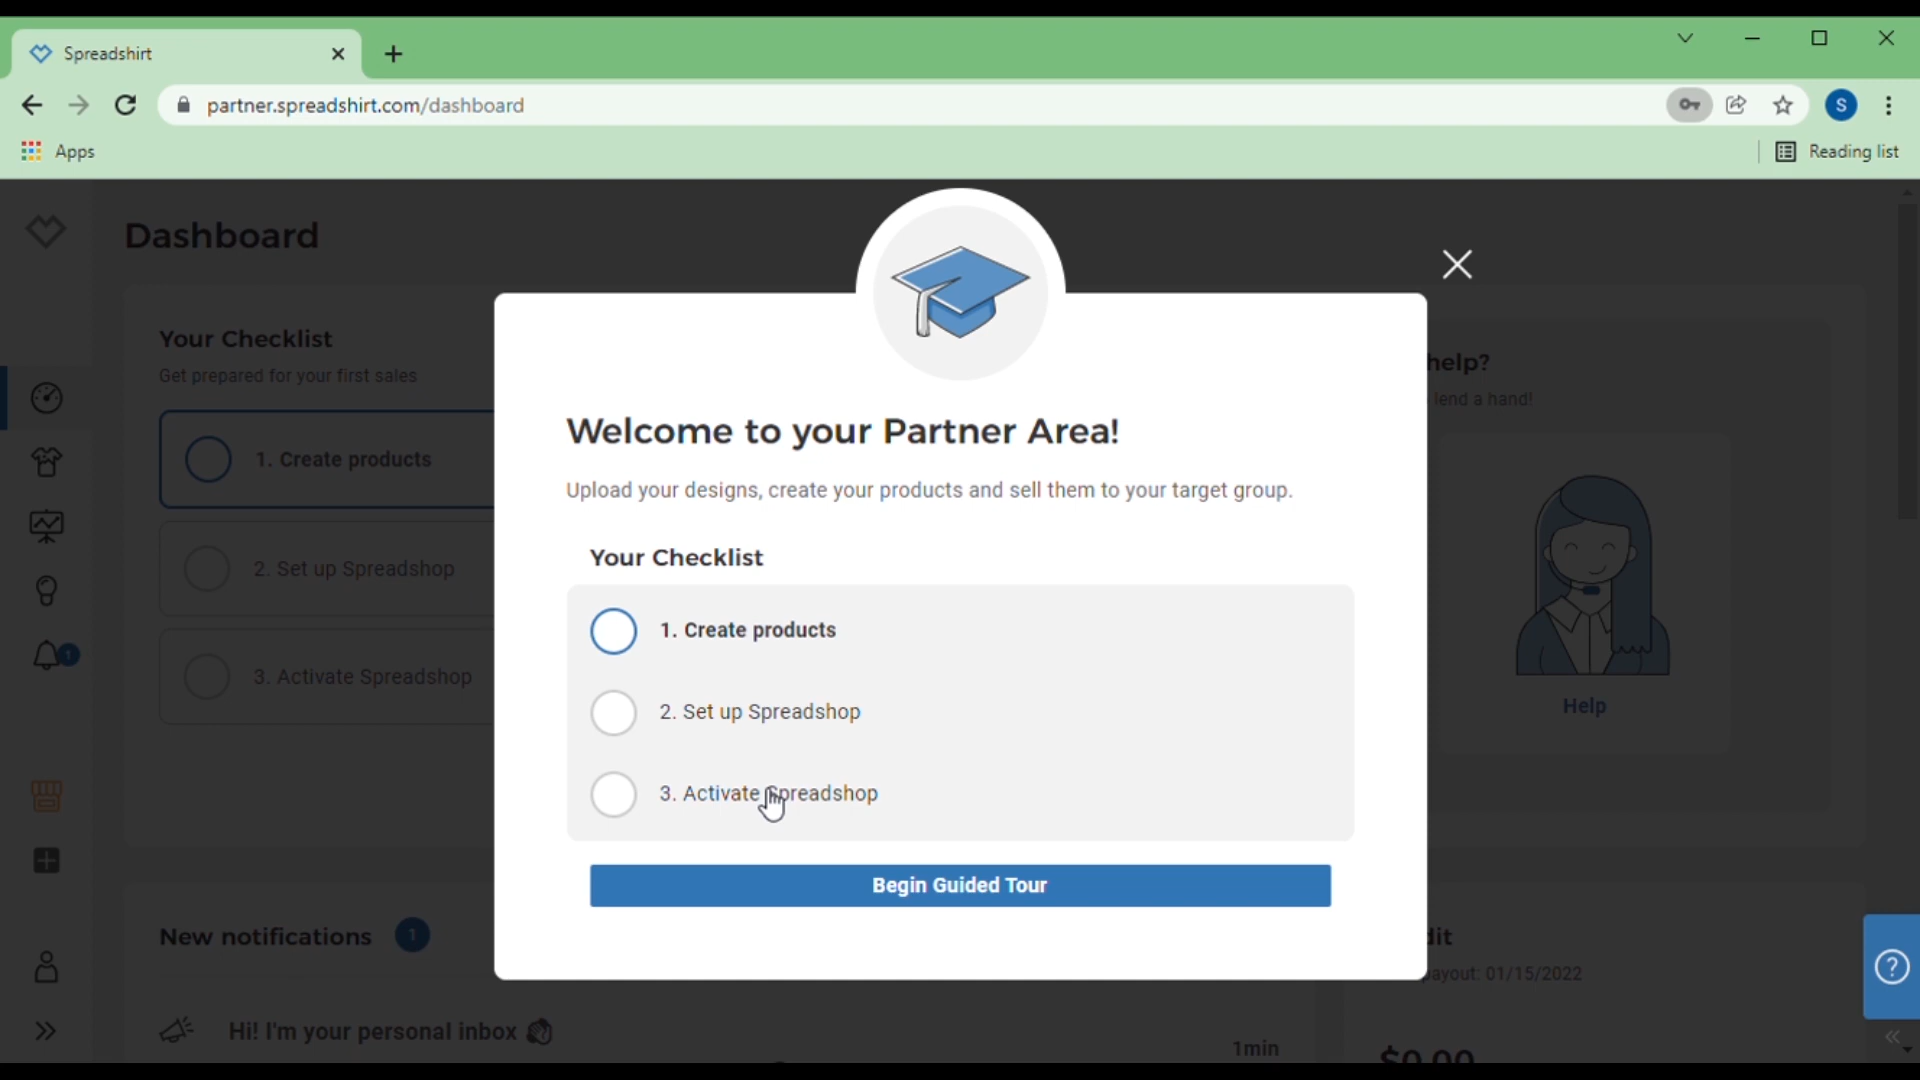 Spreadshirt
partner.spreadshirt.com/dashboard
S
Apps
Reading list
Dashboard
Your Checklist
Get prepared for your first sales
1. Create products
2. Set up Spreadshop
3. Activate Spreadshop
1
Welcome to your Partner Area!
Upload your designs, create your products and sell them to your target group.
Your Checklist
1. Create products
2. Set up Spreadshop
3. Activate Spreadshop
Begin Guided Tour
help?
lend a hand!
Help
New notifications 1
Hi! I'm your personal inbox
1min
dit
payout: 01/15/2022
$0.00
?